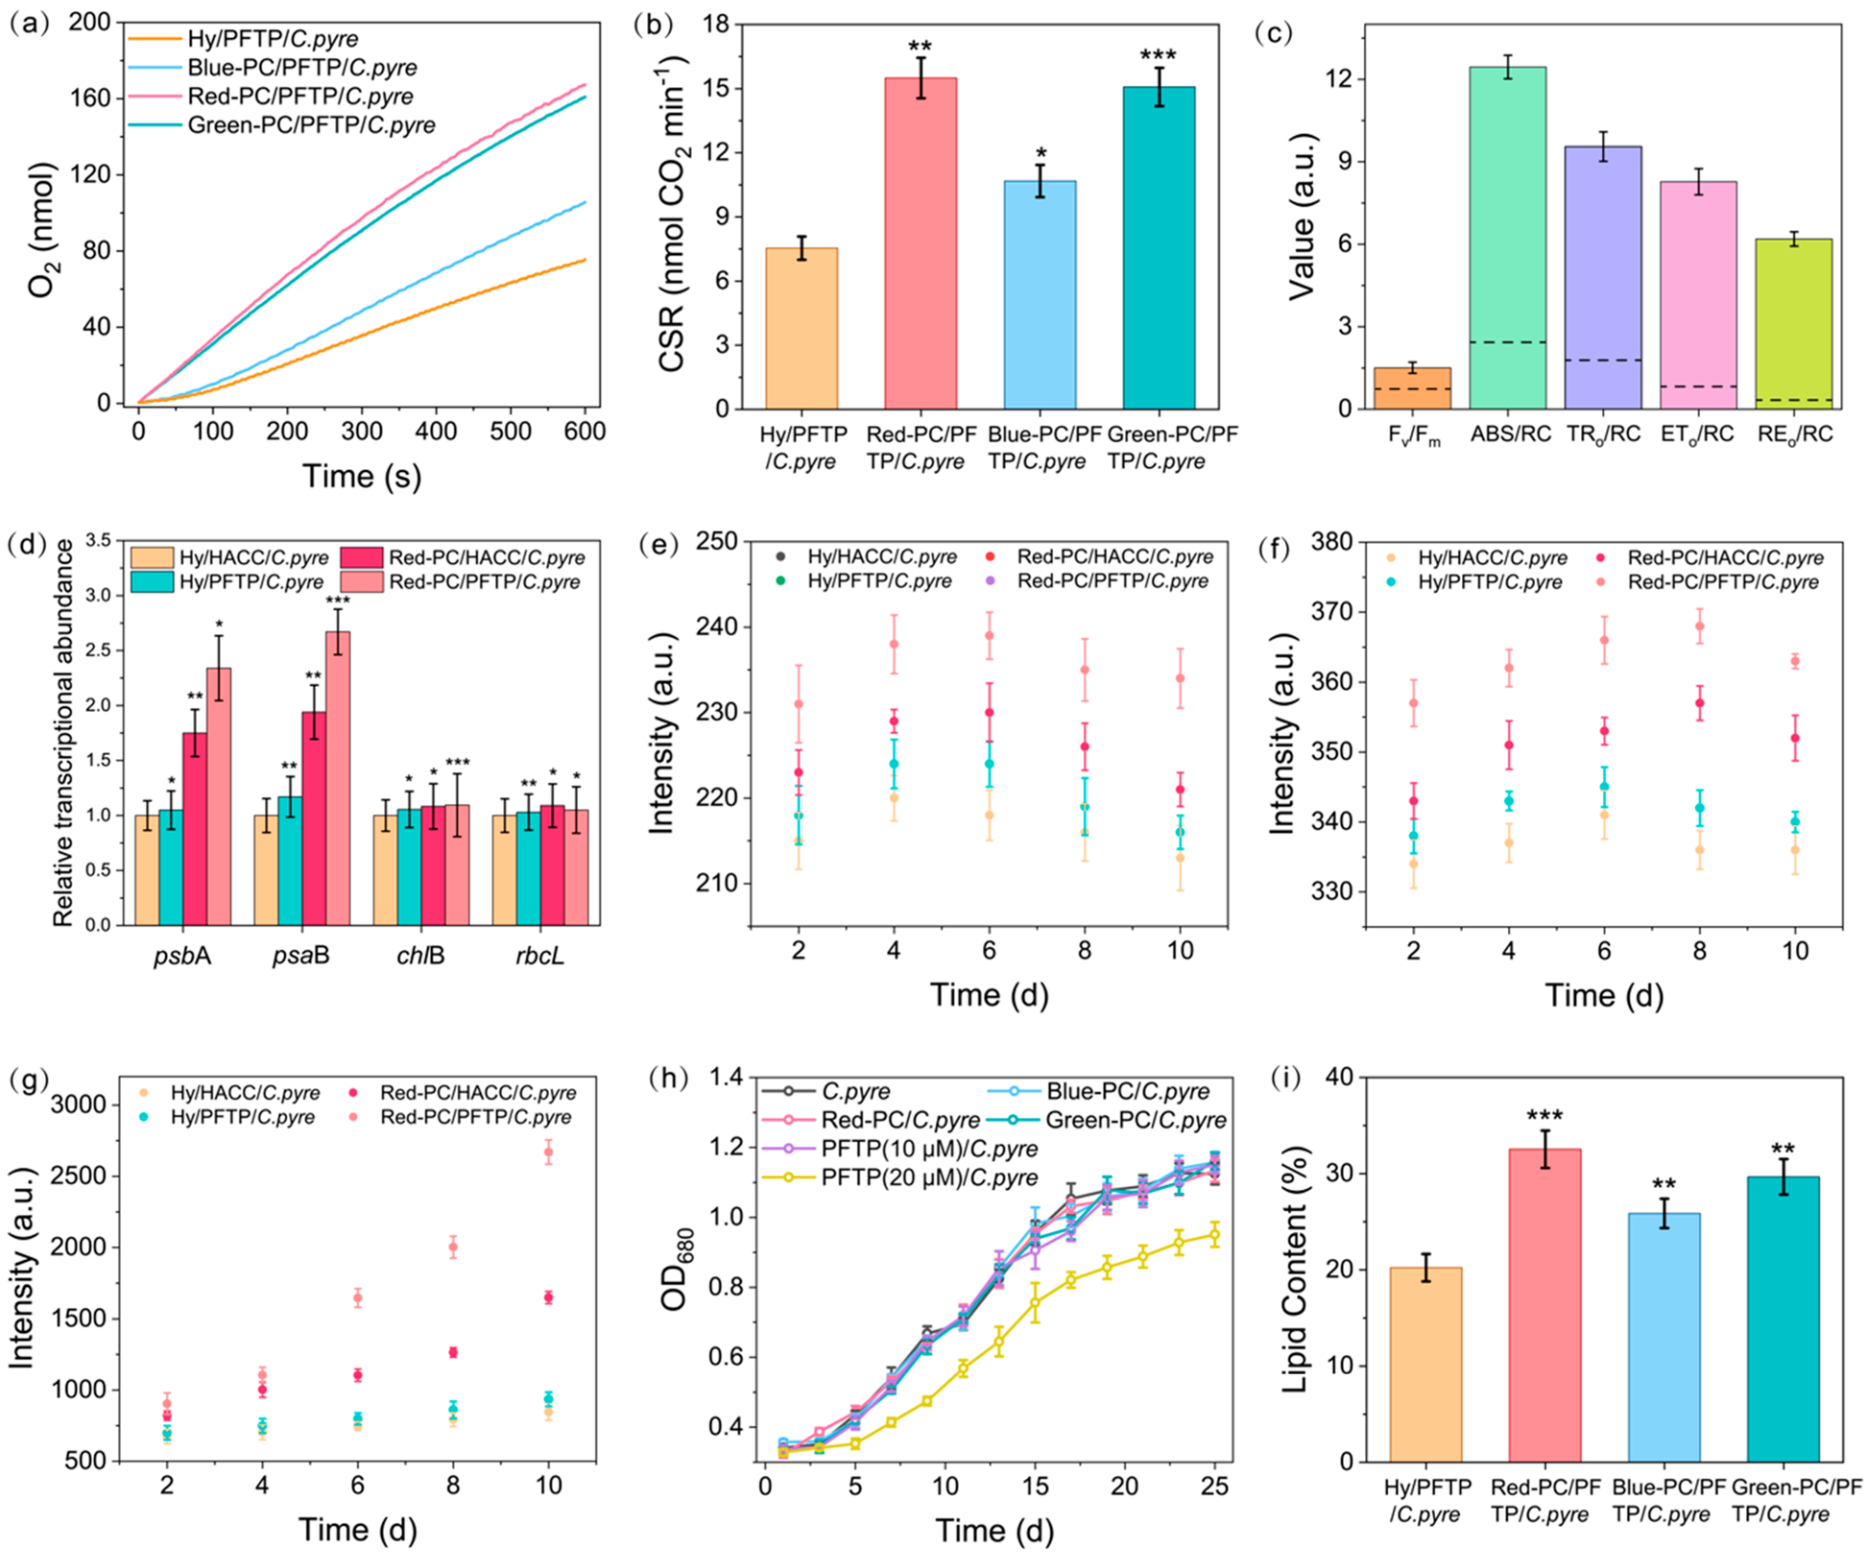 (a)
200
160
120
80
40
0
O2 (nmol)
Hy/PFTP/C.pyre
Blue-PC/PFTP/C.pyre
Red-PC/PFTP/C.pyre
Green-PC/PFTP/C.pyre
0 100 200 300 400 500 600
Time (s)
(b)
18
15
12
9
6
3
0
CSR (nmol CO2 min-1)
**
*
***
Hy/PFTP Red-PC/PF Blue-PC/PF Green-PC/PF
/C.pyre TP/C.pyre TP/C.pyre TP/C.pyre
(c)
12
9
6
3
0
Value (a.u.)
Fv/Fm ABS/RC TRo/RC ETo/RC REo/RC
(d)
3.5
3.0
2.5
2.0
1.5
1.0
0.5
0.0
Relative transcriptional abundance
Hy/HACC/C.pyre Red-PC/HACC/C.pyre
Hy/PFTP/C.pyre Red-PC/PFTP/C.pyre
* ** *
** ** ***
* * ***
** * *
psbA psaB chlB rbcL
(e)
250
240
230
220
210
Intensity (a.u.)
Hy/HACC/C.pyre Red-PC/HACC/C.pyre
Hy/PFTP/C.pyre Red-PC/PFTP/C.pyre
2 4 6 8 10
Time (d)
(f)
380
370
360
350
340
330
Intensity (a.u.)
Hy/HACC/C.pyre Red-PC/HACC/C.pyre
Hy/PFTP/C.pyre Red-PC/PFTP/C.pyre
2 4 6 8 10
Time (d)
(g)
3000
2500
2000
1500
1000
500
Intensity (a.u.)
Hy/HACC/C.pyre Red-PC/HACC/C.pyre
Hy/PFTP/C.pyre Red-PC/PFTP/C.pyre
2 4 6 8 10
Time (d)
(h)
1.4
1.2
1.0
0.8
0.6
0.4
OD680
C.pyre Blue-PC/C.pyre
Red-PC/C.pyre Green-PC/C.pyre
PFTP(10 μM)/C.pyre
PFTP(20 μM)/C.pyre
0 5 10 15 20 25
Time (d)
(i)
40
30
20
10
0
Lipid Content (%)
***
**
**
Hy/PFTP Red-PC/PF Blue-PC/PF Green-PC/PF
/C.pyre TP/C.pyre TP/C.pyre TP/C.pyre